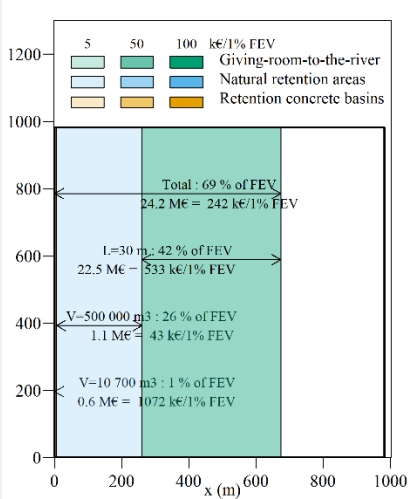 5 50 100 k€/1% FEV
Giving-room-to-the-river
Natural retention areas
Retention concrete basins
1200
1000
800
600
400
200
0
Total : 69 % of FEV
24.2 M€ = 242 k€/1% FEV
L=30 m : 42 % of FEV
22.5 M€ = 533 k€/1% FEV
V=500 000 m3 : 26 % of FEV
1.1 M€ = 43 k€/1% FEV
V=10 700 m3 : 1 % of FEV
0.6 M€ = 1072 k€/1% FEV
0 200 400 600 800 1000
x (m)